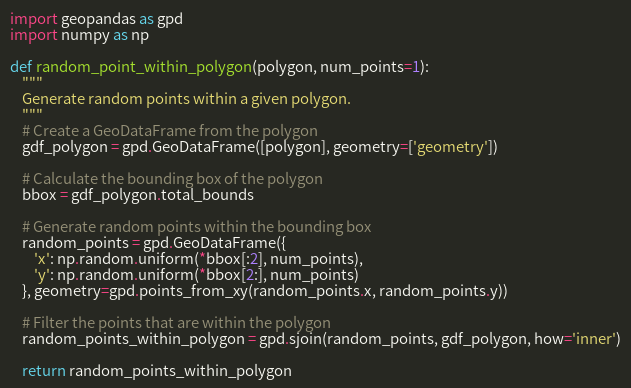 import geopandas as gpd
import numpy as np

def random_point_within_polygon(polygon, num_points=1):
    """
    Generate random points within a given polygon.
    """
    # Create a GeoDataFrame from the polygon
    gdf_polygon = gpd.GeoDataFrame([polygon], geometry=['geometry'])

    # Calculate the bounding box of the polygon
    bbox = gdf_polygon.total_bounds

    # Generate random points within the bounding box
    random_points = gpd.GeoDataFrame({
        'x': np.random.uniform(*bbox[:2], num_points),
        'y': np.random.uniform(*bbox[2:], num_points)
    }, geometry=gpd.points_from_xy(random_points.x, random_points.y))

    # Filter the points that are within the polygon
    random_points_within_polygon = gpd.sjoin(random_points, gdf_polygon, how='inner')

    return random_points_within_polygon